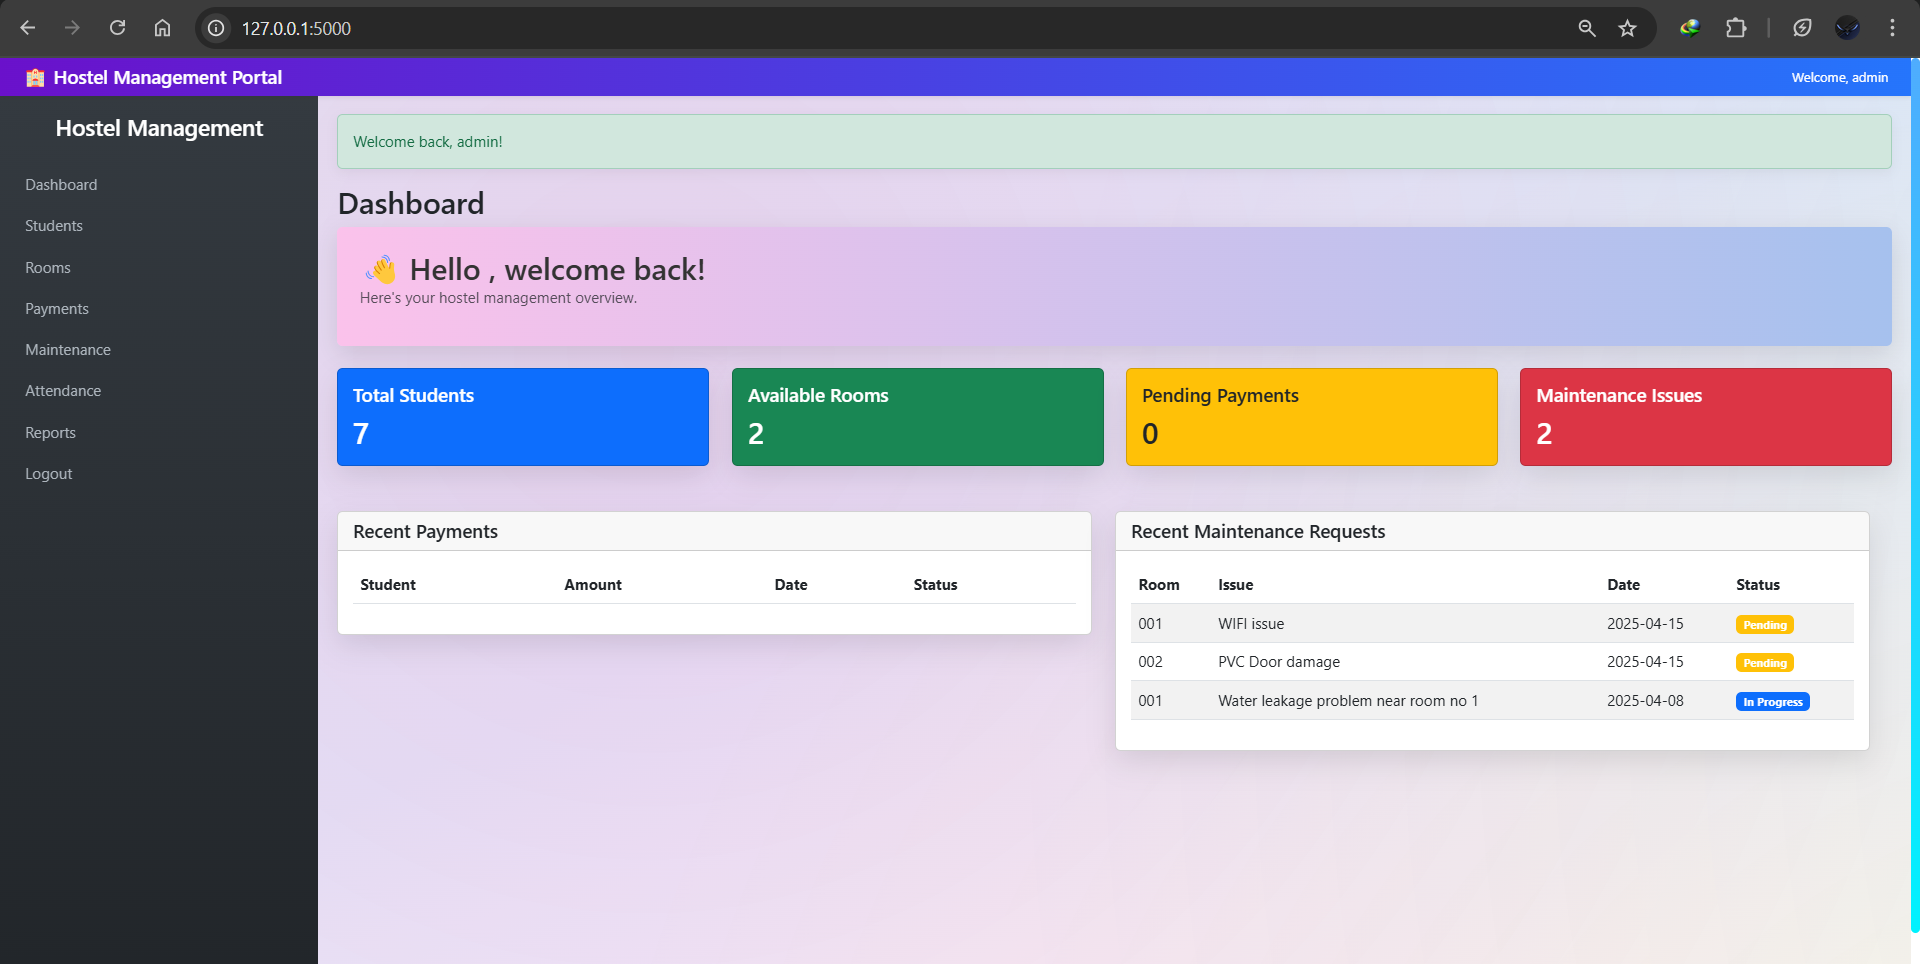 127.0.0.1:5000
Hostel Management Portal
Welcome, admin
Hostel Management
Dashboard
Students
Rooms
Payments
Maintenance
Attendance
Reports
Logout
Welcome back, admin!
Dashboard
Hello , welcome back!
Here's your hostel management overview.
Total Students
7
Available Rooms
2
Pending Payments
0
Maintenance Issues
2
Recent Payments
Student Amount Date Status
Recent Maintenance Requests
Room Issue Date Status
001 WIFI issue 2025-04-15 Pending
002 PVC Door damage 2025-04-15 Pending
001 Water leakage problem near room no 1 2025-04-08 In Progress